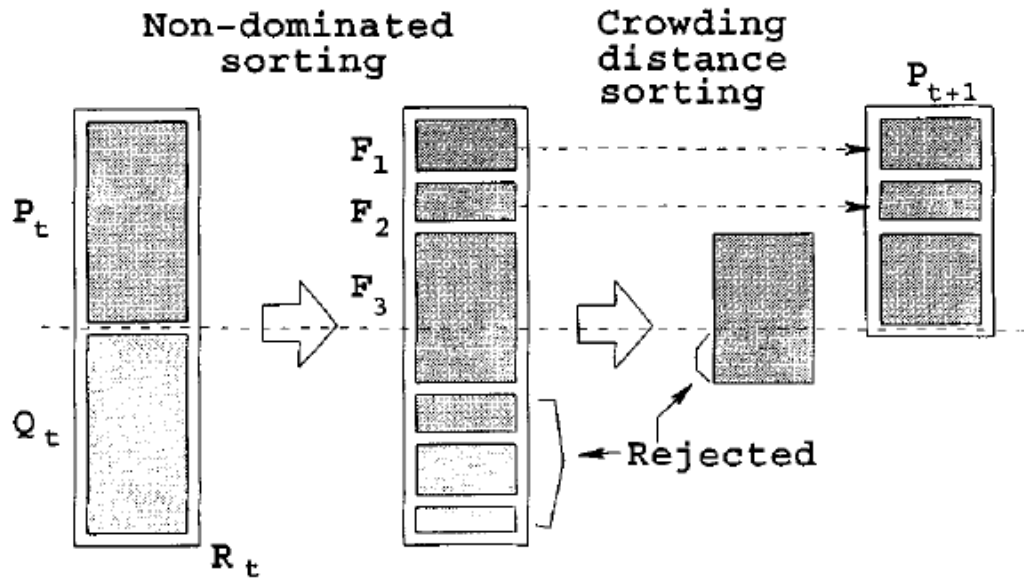 Non-dominated
sorting
Crowding
distance
sorting
P t+1
F 1
F 2
P t
F 3
Q t
Rejected
R t